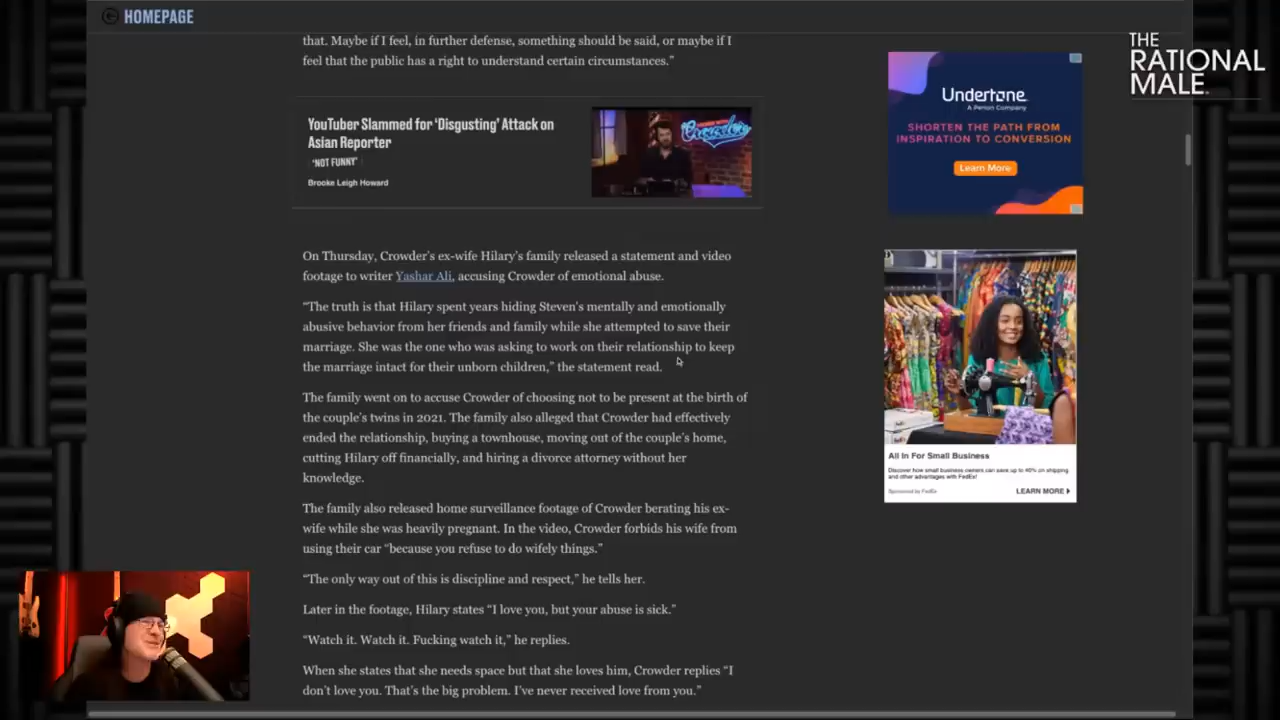 HOMEPAGE
THE
RATIONAL
MALE
that. Maybe if I feel, in further defense, something should be said, or maybe if I
feel that the public has a right to understand certain circumstances.”
YouTuber Slammed for ‘Disgusting’ Attack on
Asian Reporter
‘NOT FUNNY’
Brooke Leigh Howard
Crowder
Undertone
A Perion Company
SHORTEN THE PATH FROM
INSPIRATION TO CONVERSION
Learn More
On Thursday, Crowder’s ex-wife Hilary’s family released a statement and video
footage to writer Yashar Ali, accusing Crowder of emotional abuse.
“The truth is that Hilary spent years hiding Steven’s mentally and emotionally
abusive behavior from her friends and family while she attempted to save their
marriage. She was the one who was asking to work on their relationship to keep
the marriage intact for their unborn children,” the statement read.
The family went on to accuse Crowder of choosing not to be present at the birth of
the couple’s twins in 2021. The family also alleged that Crowder had effectively
ended the relationship, buying a townhouse, moving out of the couple’s home,
cutting Hilary off financially, and hiring a divorce attorney without her
knowledge.
The family also released home surveillance footage of Crowder berating his ex-
wife while she was heavily pregnant. In the video, Crowder forbids his wife from
using their car “because you refuse to do wifely things.”
“The only way out of this is discipline and respect,” he tells her.
Later in the footage, Hilary states “I love you, but your abuse is sick.”
“Watch it. Watch it. Fucking watch it,” he replies.
When she states that she needs space but that she loves him, Crowder replies “I
don’t love you. That’s the big problem. I’ve never received love from you.”
All In For Small Business
Discover how small business owners can save up to 40% on shipping
and other advantages with FedEx!
Sponsored by FedEx
LEARN MORE